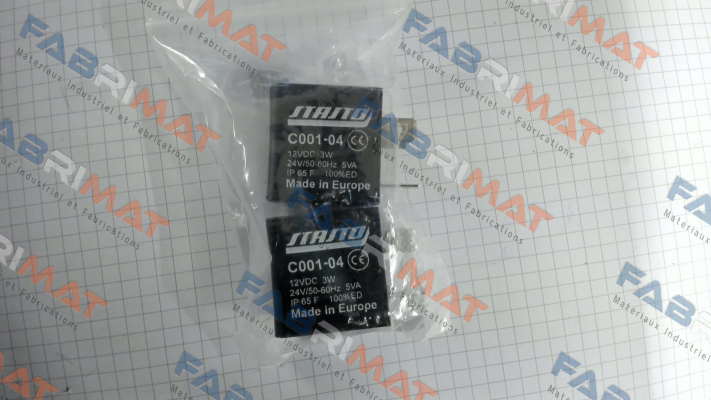 STASTO
C001-04 CE
12VDC 3W
24V/50-60Hz 5VA
IP 65 F 100%ED
Made in Europe
STASTO
C001-04 CE
12VDC 3W
24V/50-60Hz 5VA
IP 65 F 100%ED
Made in Europe
FABRIMAT
Matériaux Industriel et Fabrications